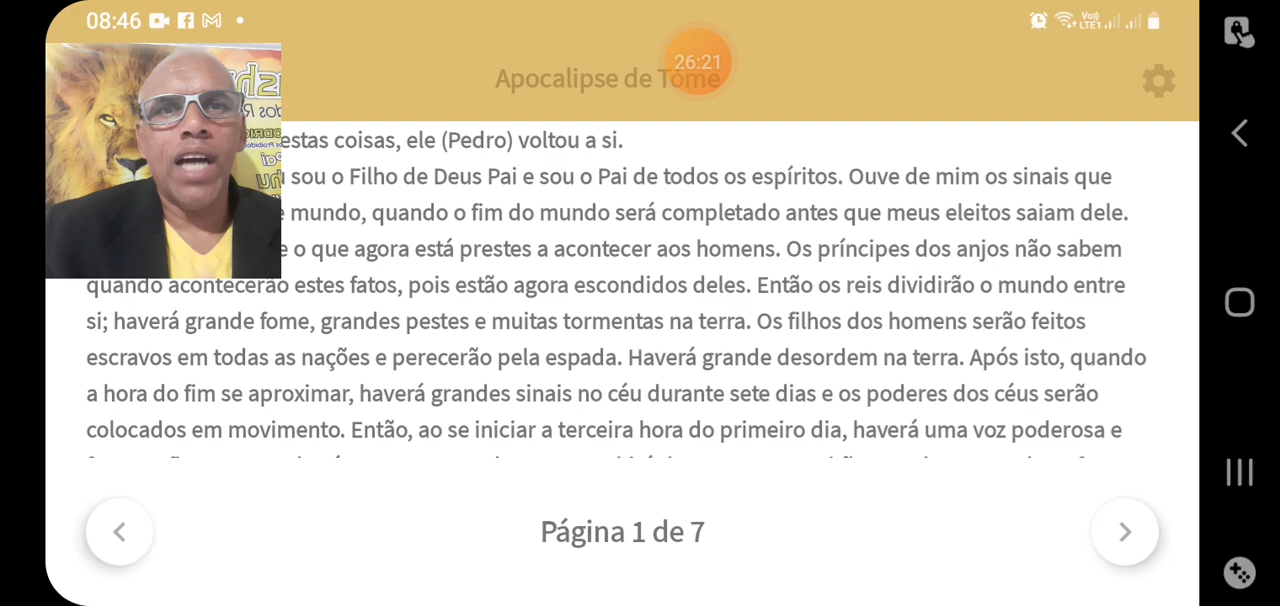 08:46
VoD
LTE1
26:21
Apocalipse de Tomé
estas coisas, ele (Pedro) voltou a si.
sou o Filho de Deus Pai e sou o Pai de todos os espíritos. Ouve de mim os sinais que
mundo, quando o fim do mundo será completado antes que meus eleitos saiam dele.
e o que agora está prestes a acontecer aos homens. Os príncipes dos anjos não sabem
quando acontecerão estes fatos, pois estão agora escondidos deles. Então os reis dividirão o mundo entre
si; haverá grande fome, grandes pestes e muitas tormentas na terra. Os filhos dos homens serão feitos
escravos em todas as nações e perecerão pela espada. Haverá grande desordem na terra. Após isto, quando
a hora do fim se aproximar, haverá grandes sinais no céu durante sete dias e os poderes dos céus serão
colocados em movimento. Então, ao se iniciar a terceira hora do primeiro dia, haverá uma voz poderosa e
Página 1 de 7